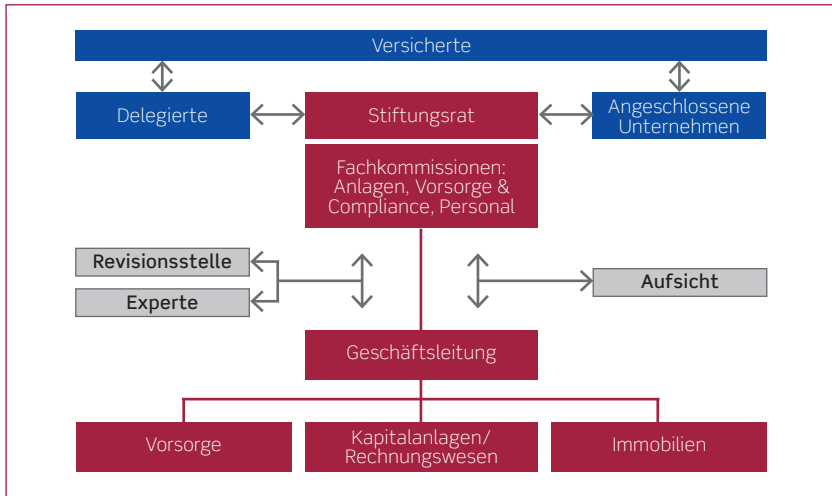 Versicherte
Delegierte
Stiftungsrat
Angeschlossene
Unternehmen
Fachkommissionen:
Anlagen, Vorsorge &
Compliance, Personal
Revisionsstelle
Experte
Aufsicht
Geschäftsleitung
Vorsorge
Kapitalanlagen/
Rechnungswesen
Immobilien